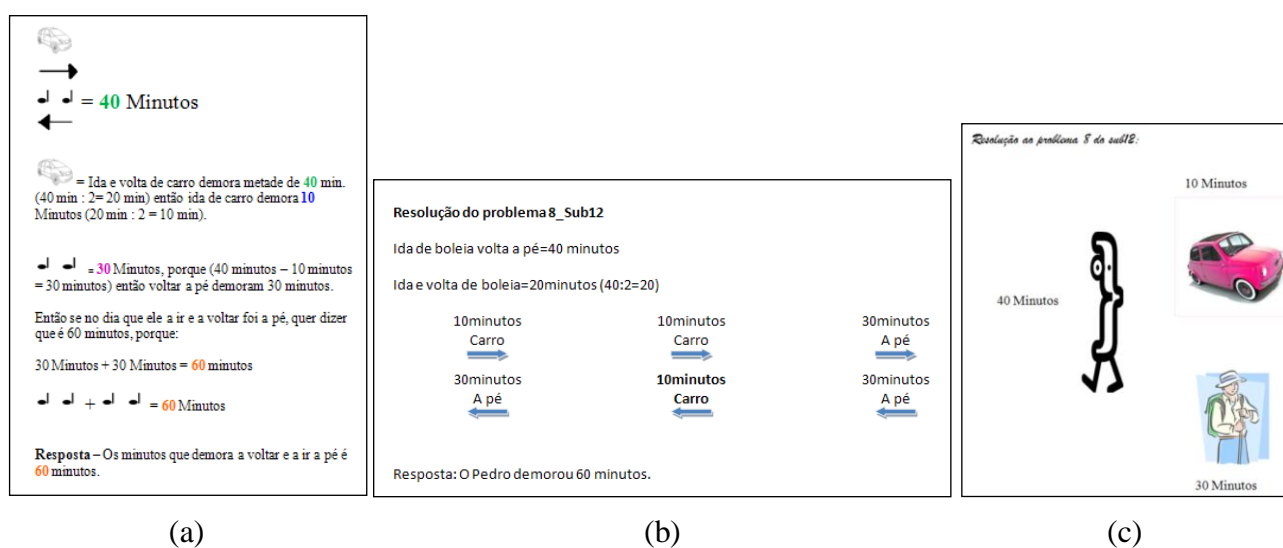 = 40 Minutos
= Ida e volta de carro demora metade de 40 min.
(40 min : 2= 20 min) então ida de carro demora 10
Minutos (20 min : 2 = 10 min).
= 30 Minutos, porque (40 minutos – 10 minutos
= 30 minutos) então voltar a pé demoram 30 minutos.
Então se no dia que ele a ir e a voltar foi a pé, quer dizer
que é 60 minutos, porque:
30 Minutos + 30 Minutos = 60 minutos
+ = 60 Minutos
Resposta – Os minutos que demora a voltar e a ir a pé é
60 minutos.
(a)
Resolução do problema 8_Sub12
Ida de boleia volta a pé=40 minutos
Ida e volta de boleia=20minutos (40:2=20)
10minutos 10minutos 30minutos
Carro Carro A pé
30minutos 10minutos 30minutos
A pé Carro A pé
Resposta: O Pedro demorou 60 minutos.
(b)
Resolução ao problema 8 do sub12:
10 Minutos
40 Minutos
30 Minutos
(c)